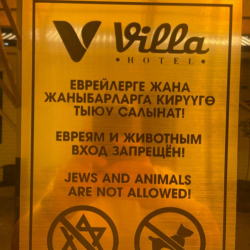 Villa
• HOTEL •
ЕВРЕЙЛЕРГЕ ЖАНА
ЖАНЫБАРЛАРГА КИРҮҮГӨ
ТЫЮУ САЛЫНАТ!
ЕВРЕЯМ И ЖИВОТНЫМ
ВХОД ЗАПРЕЩЁН!
JEWS AND ANIMALS
ARE NOT ALLOWED!